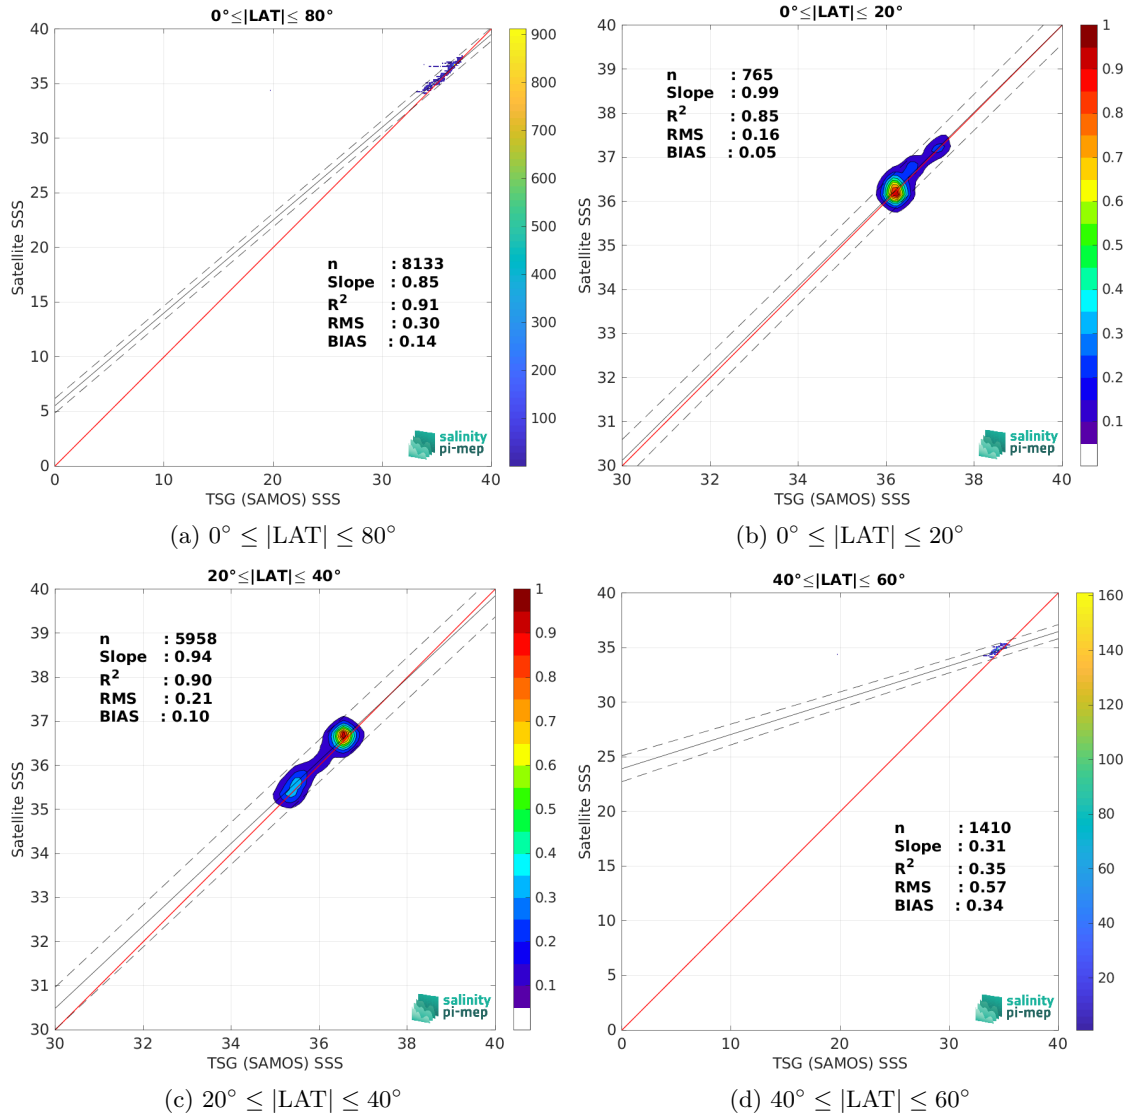 0°≤|LAT|≤ 80°
40
35
30
25
20
15
10
5
0
0
10
20
30
40
Satellite SSS
TSG (SAMOS) SSS
n : 8133
Slope : 0.85
R² : 0.91
RMS : 0.30
BIAS : 0.14
900
800
700
600
500
400
300
200
100
salinity
pi-mep
(a) 0° ≤ |LAT| ≤ 80°
0°≤|LAT|≤ 20°
40
39
38
37
36
35
34
33
32
31
30
30
32
34
36
38
40
Satellite SSS
TSG (SAMOS) SSS
n : 765
Slope : 0.99
R² : 0.85
RMS : 0.16
BIAS : 0.05
1
0.9
0.8
0.7
0.6
0.5
0.4
0.3
0.2
0.1
salinity
pi-mep
(b) 0° ≤ |LAT| ≤ 20°
20°≤|LAT|≤ 40°
40
39
38
37
36
35
34
33
32
31
30
30
32
34
36
38
40
Satellite SSS
TSG (SAMOS) SSS
n : 5958
Slope : 0.94
R² : 0.90
RMS : 0.21
BIAS : 0.10
1
0.9
0.8
0.7
0.6
0.5
0.4
0.3
0.2
0.1
salinity
pi-mep
(c) 20° ≤ |LAT| ≤ 40°
40°≤|LAT|≤ 60°
40
35
30
25
20
15
10
5
0
0
10
20
30
40
Satellite SSS
TSG (SAMOS) SSS
n : 1410
Slope : 0.31
R² : 0.35
RMS : 0.57
BIAS : 0.34
160
140
120
100
80
60
40
20
salinity
pi-mep
(d) 40° ≤ |LAT| ≤ 60°